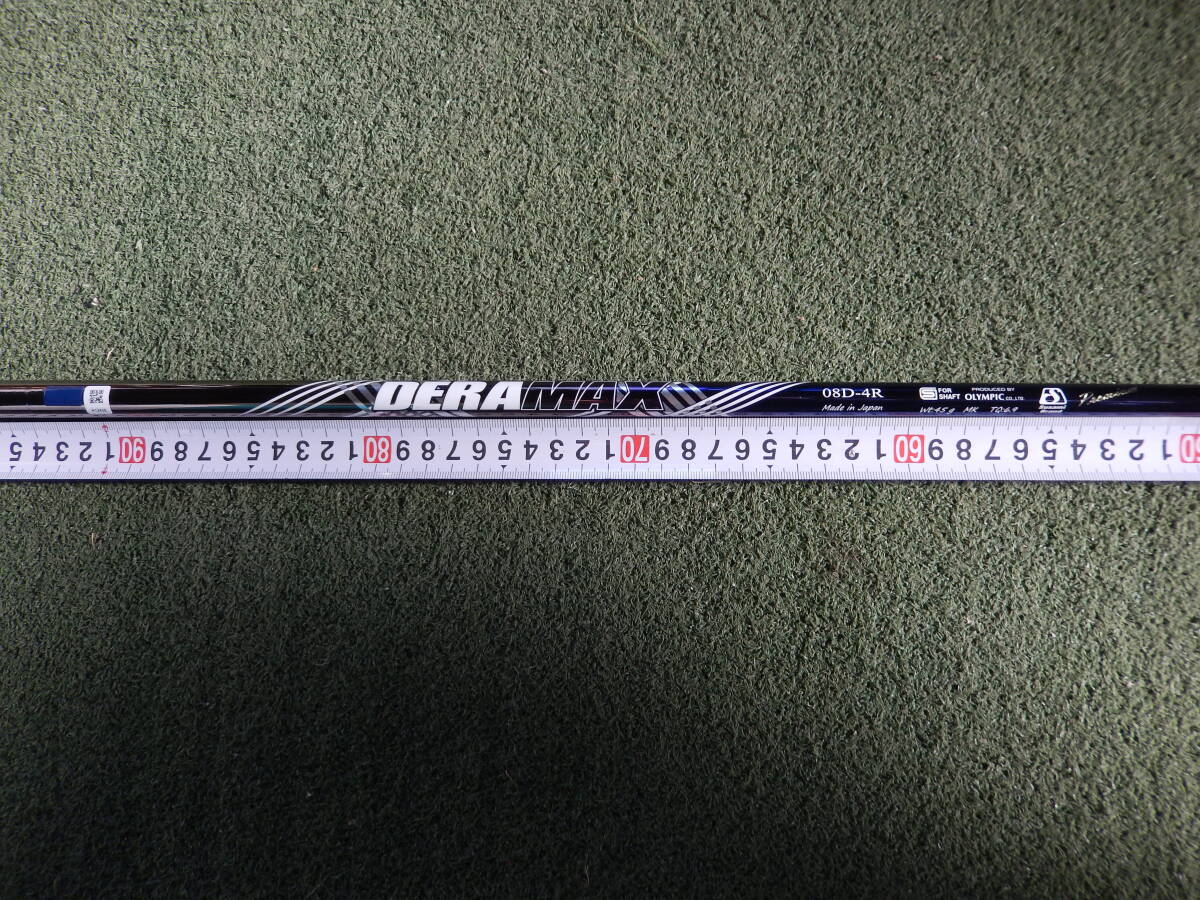 DERAMAX
08D-4R
Made in Japan
S FOR SHAFT
PRODUCED BY
OLYMPIC CO.,LTD.
Wt:45g MK TQ:6.9
5 4 3 2 1 90 9 8 7 6 5 4 3 2 1 80 9 8 7 6 5 4 3 2 1 70 9 8 7 6 5 4 3 2 1 60 9 8 7 6 5 4 3 2 1